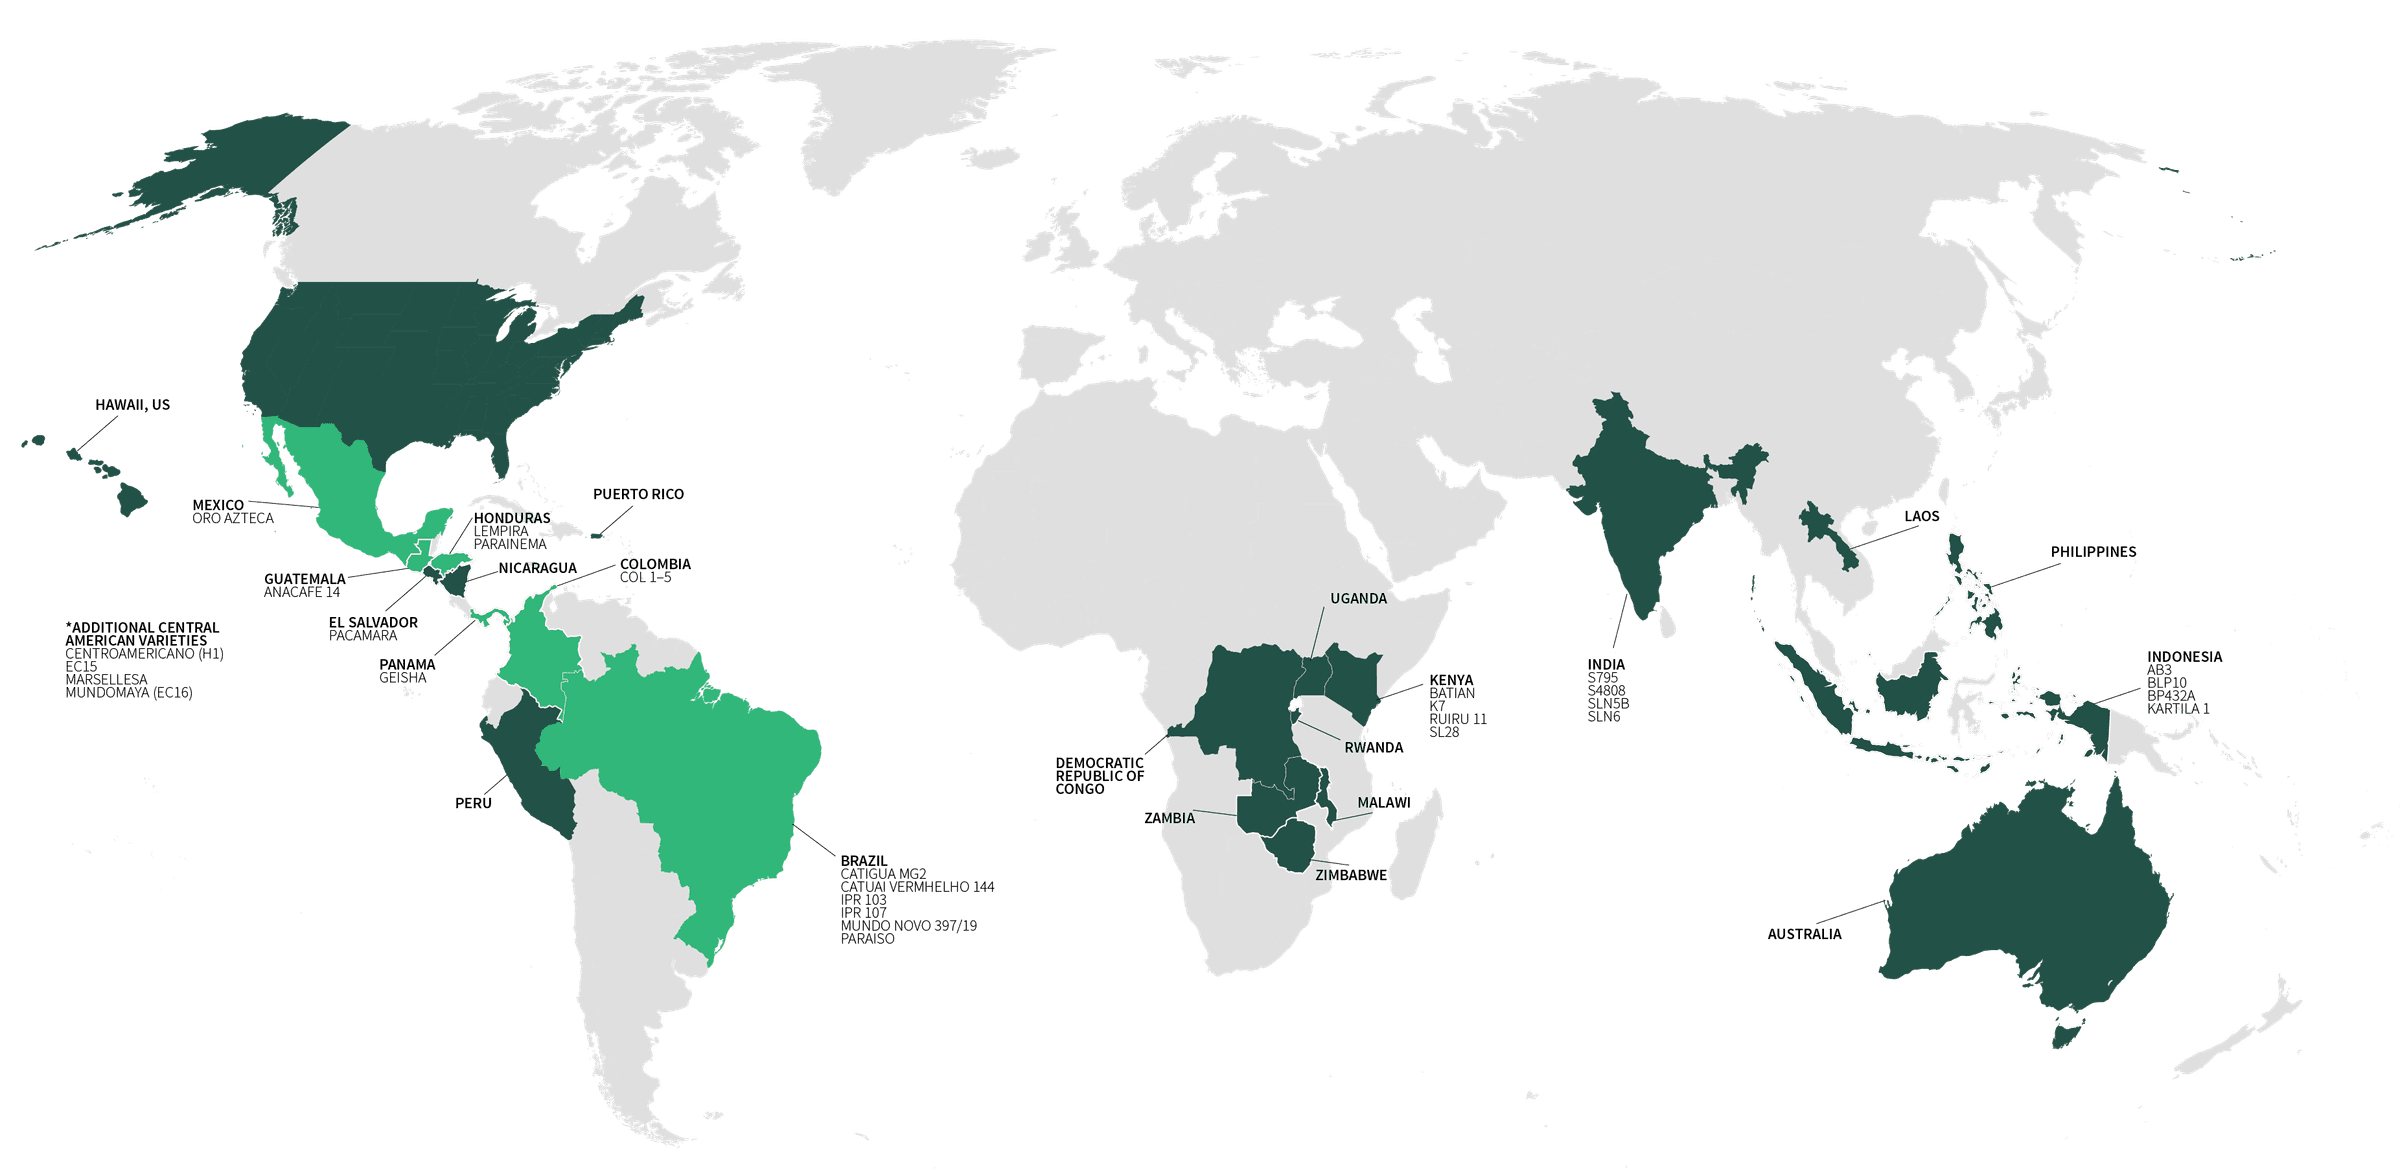 HAWAII, US
MEXICO
ORO AZTECA
PUERTO RICO
HONDURAS
LEMPIRA
PARAINEMA
NICARAGUA
COLOMBIA
COL 1–5
GUATEMALA
ANACAFE 14
EL SALVADOR
PACAMARA
PANAMA
GEISHA
*ADDITIONAL CENTRAL
AMERICAN VARIETIES
CENTROAMERICANO (H1)
EC15
MARSELLESA
MUNDOMAYA (EC16)
PERU
BRAZIL
CATIGUA MG2
CATUAI VERMHELHO 144
IPR 103
IPR 107
MUNDO NOVO 397/19
PARAISO
UGANDA
KENYA
BATIAN
K7
RUIRU 11
SL28
RWANDA
DEMOCRATIC
REPUBLIC OF
CONGO
MALAWI
ZAMBIA
ZIMBABWE
INDIA
S795
S4808
SLN5B
SLN6
LAOS
PHILIPPINES
INDONESIA
AB3
BLP10
BP432A
KARTILA 1
AUSTRALIA